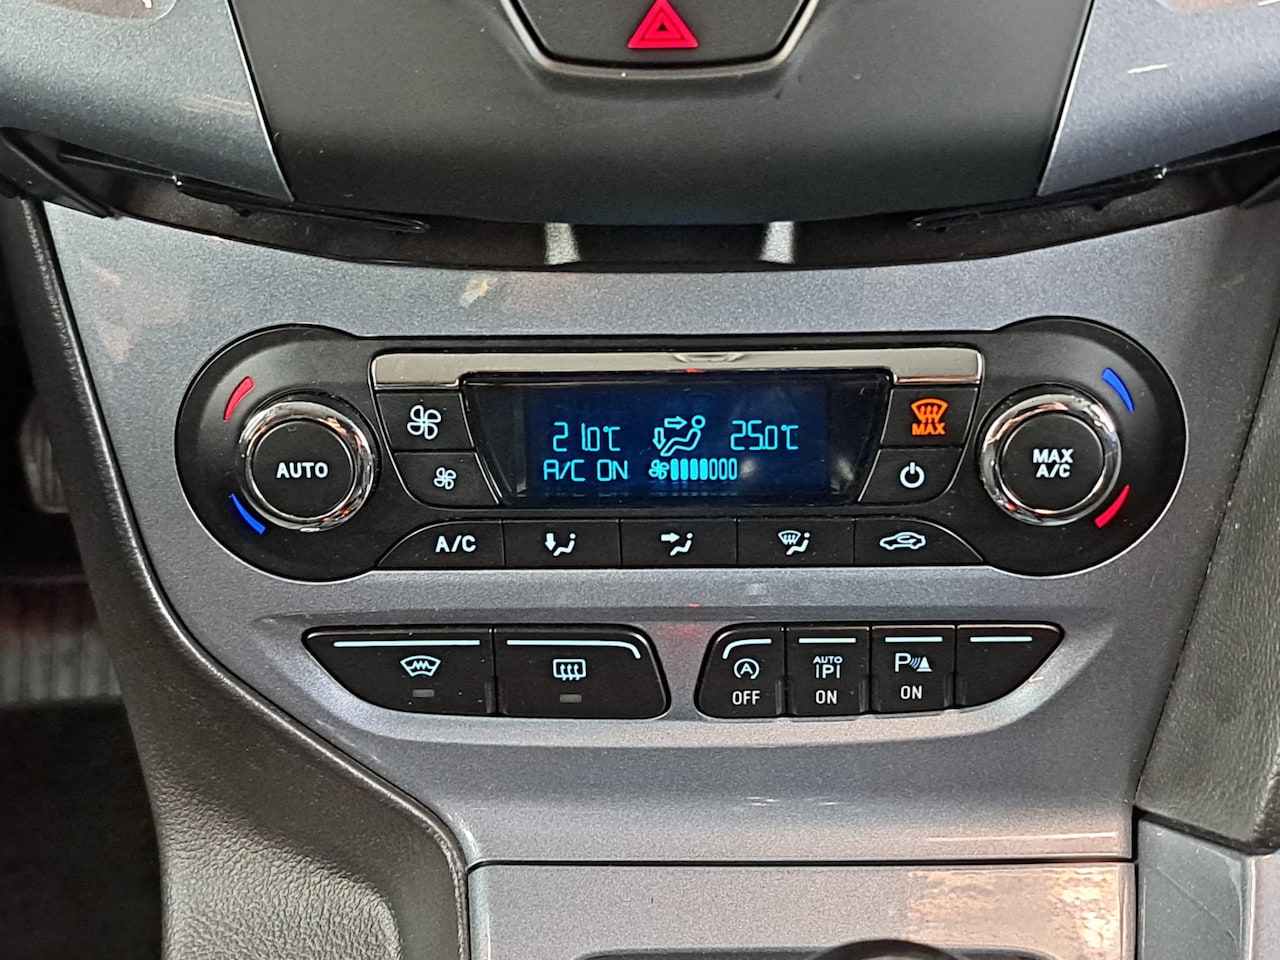 21.0°C 25.0°C
A/C ON
AUTO
MAX
MAX
A/C
A/C
A
OFF
AUTO
P
ON
P
ON